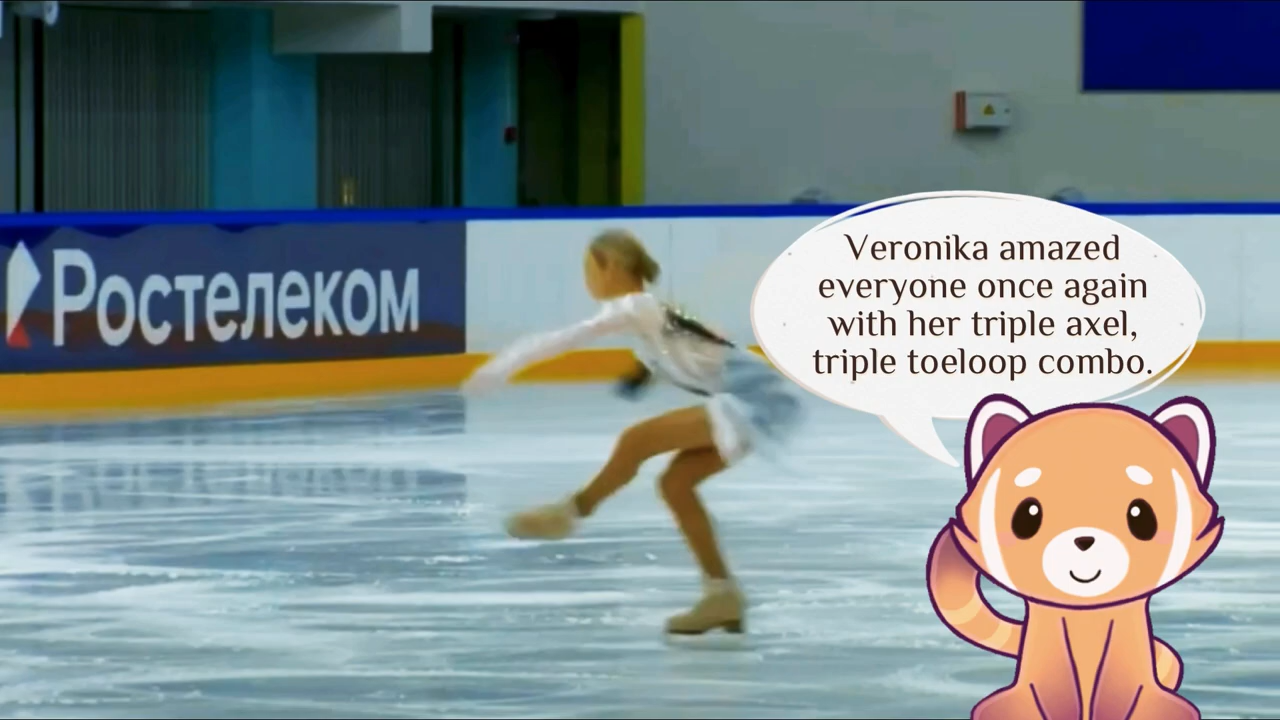 Ростелеком
Veronika amazed
everyone once again
with her triple axel,
triple toeloop combo.